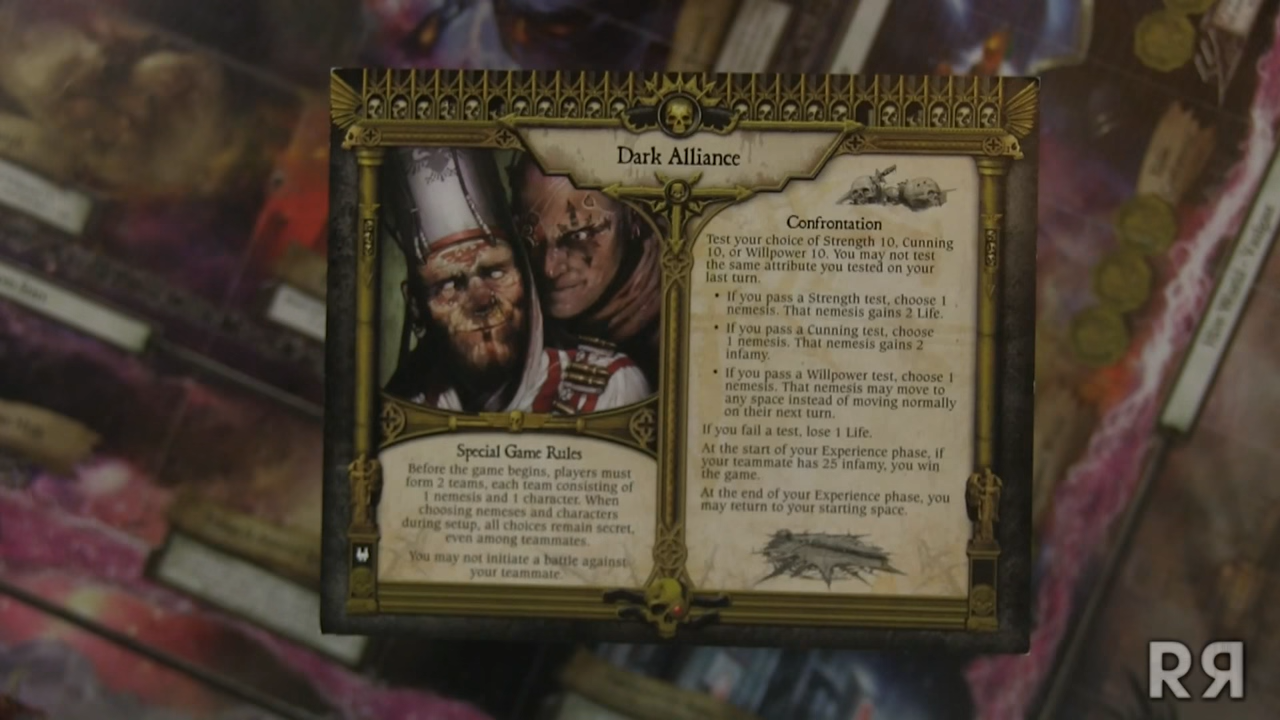 Dark Alliance
Special Game Rules
Before the game begins, players must
form 2 teams, each team consisting of
1 nemesis and 1 character. When
choosing nemeses and characters
during setup, all choices remain secret,
even among teammates.
You may not initiate a battle against
your teammate.
Confrontation
Test your choice of Strength 10, Cunning
10, or Willpower 10. You may not test
the same attribute you tested on your
last turn.
• If you pass a Strength test, choose 1
nemesis. That nemesis gains 2 Life.
• If you pass a Cunning test, choose
1 nemesis. That nemesis gains 2
infamy.
• If you pass a Willpower test, choose 1
nemesis. That nemesis may move to
any space instead of moving normally
on their next turn.
If you fail a test, lose 1 Life.
At the start of your Experience phase, if
your teammate has 25 infamy, you win
the game.
At the end of your Experience phase, you
may return to your starting space.